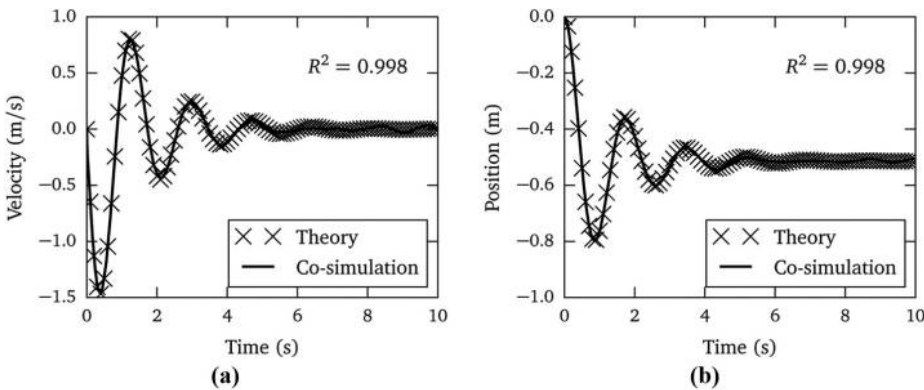 1.0
0.5
0.0
−0.5
−1.0
−1.5
Velocity (m/s)
R² = 0.998
Theory
Co-simulation
0 2 4 6 8 10
Time (s)
(a)
0.0
−0.2
−0.4
−0.6
−0.8
−1.0
Position (m)
R² = 0.998
Theory
Co-simulation
0 2 4 6 8 10
Time (s)
(b)